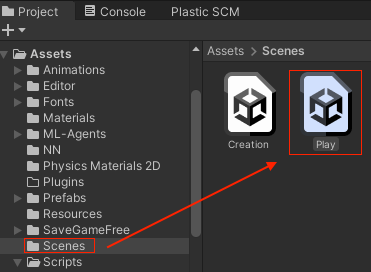 Project
Console
Plastic SCM
Assets
Animations
Editor
Fonts
Materials
ML-Agents
NN
Physics Materials 2D
Plugins
Prefabs
Resources
SaveGameFree
Scenes
Scripts
Assets > Scenes
Creation
Play